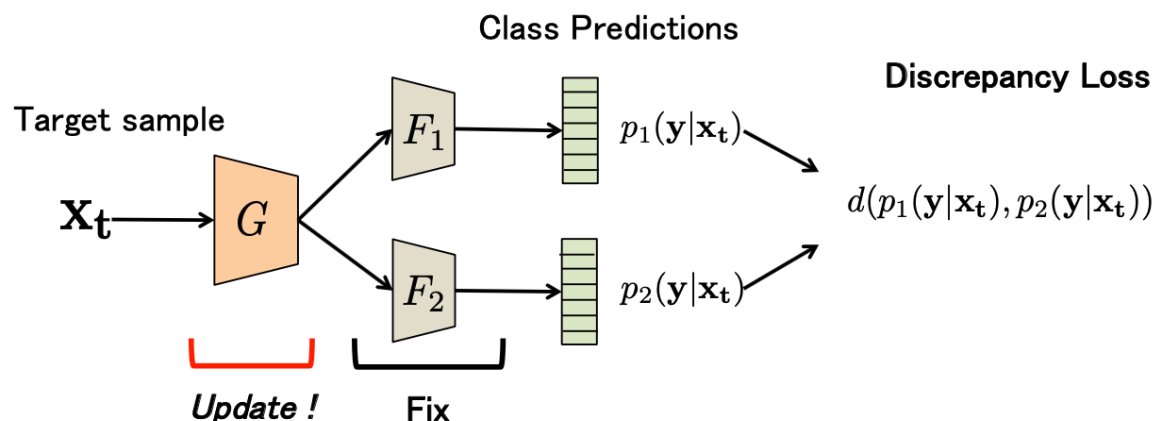 Class Predictions
Discrepancy Loss
Target sample
F₁
p₁(y|xₜ)
xₜ
G
d(p₁(y|xₜ), p₂(y|xₜ))
F₂
p₂(y|xₜ)
Update !
Fix